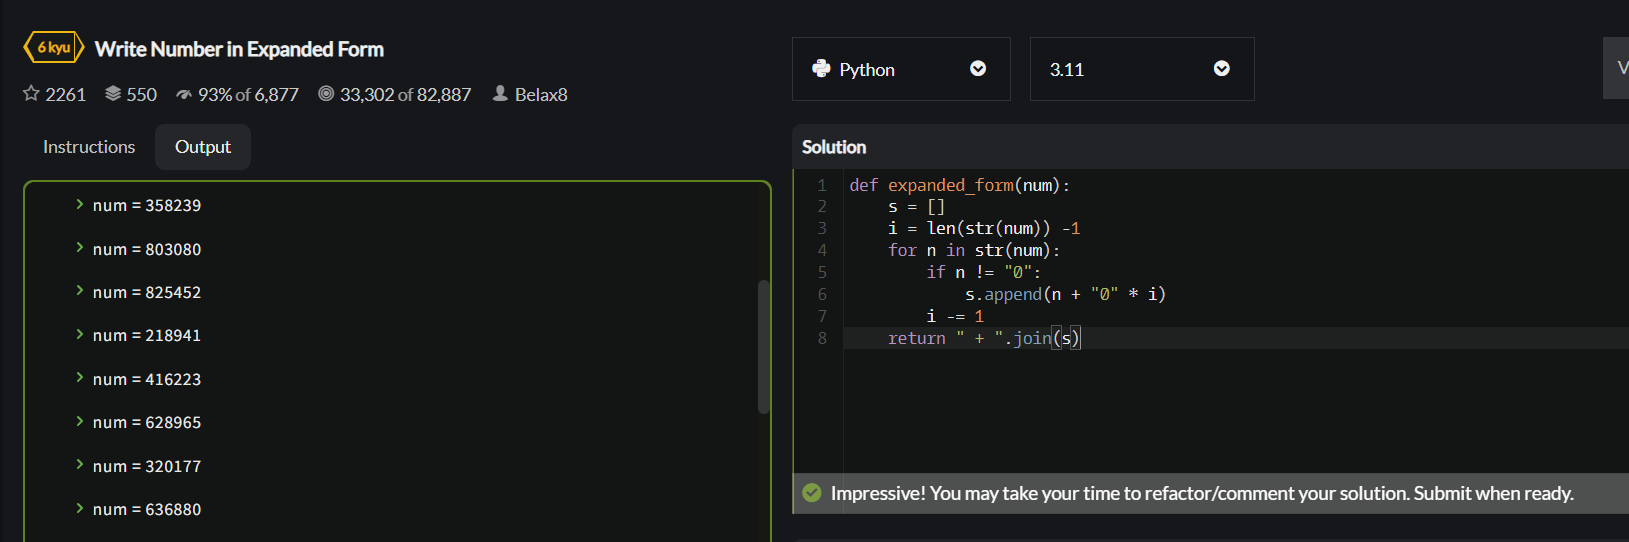 6 kyu Write Number in Expanded Form
2261 550 93% of 6,877 33,302 of 82,887 Belax8
Instructions Output
num = 358239
num = 803080
num = 825452
num = 218941
num = 416223
num = 628965
num = 320177
num = 636880
Python 3.11 V
Solution
1 def expanded_form(num):
2 s = []
3 i = len(str(num)) -1
4 for n in str(num):
5 if n != "0":
6 s.append(n + "0" * i)
7 i -= 1
8 return " + ".join(s)
Impressive! You may take your time to refactor/comment your solution. Submit when ready.